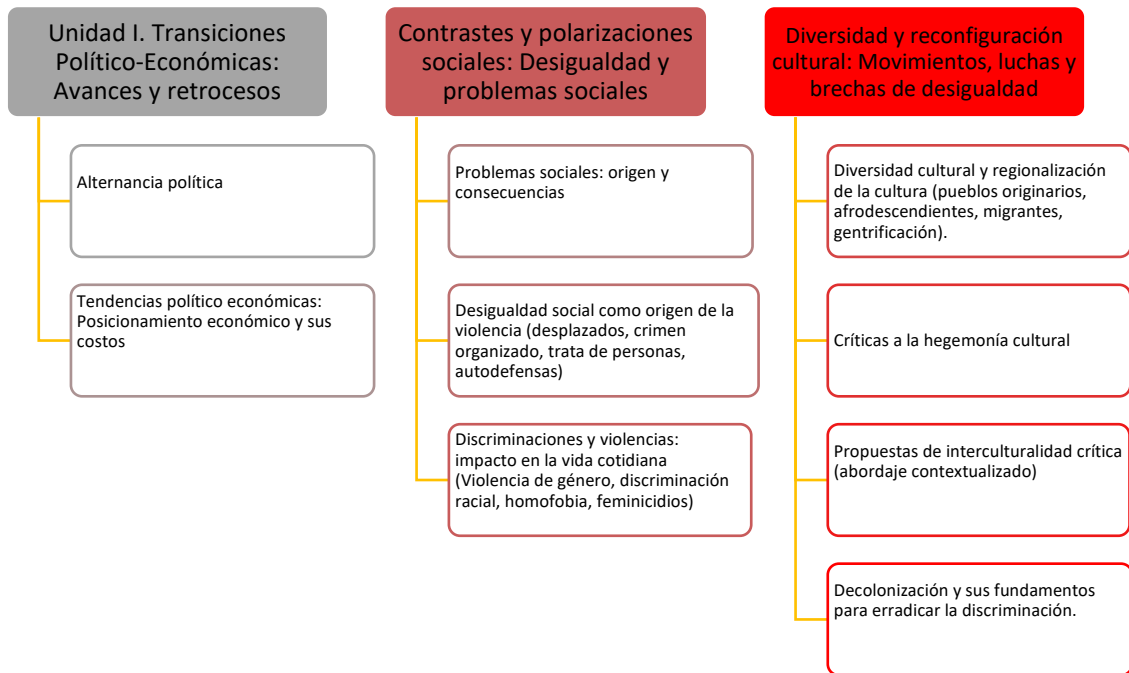 Unidad I. Transiciones
Político-Económicas:
Avances y retrocesos
Alternancia política
Tendencias político económicas:
Posicionamiento económico y sus
costos
Contrastes y polarizaciones
sociales: Desigualdad y
problemas sociales
Problemas sociales: origen y
consecuencias
Desigualdad social como origen de la
violencia (desplazados, crimen
organizado, trata de personas,
autodefensas)
Discriminaciones y violencias:
impacto en la vida cotidiana
(Violencia de género, discriminación
racial, homofobia, feminicidios)
Diversidad y reconfiguración
cultural: Movimientos, luchas y
brechas de desigualdad
Diversidad cultural y regionalización
de la cultura (pueblos originarios,
afrodescendientes, migrantes,
gentrificación).
Críticas a la hegemonía cultural
Propuestas de interculturalidad crítica
(abordaje contextualizado)
Decolonización y sus fundamentos
para erradicar la discriminación.